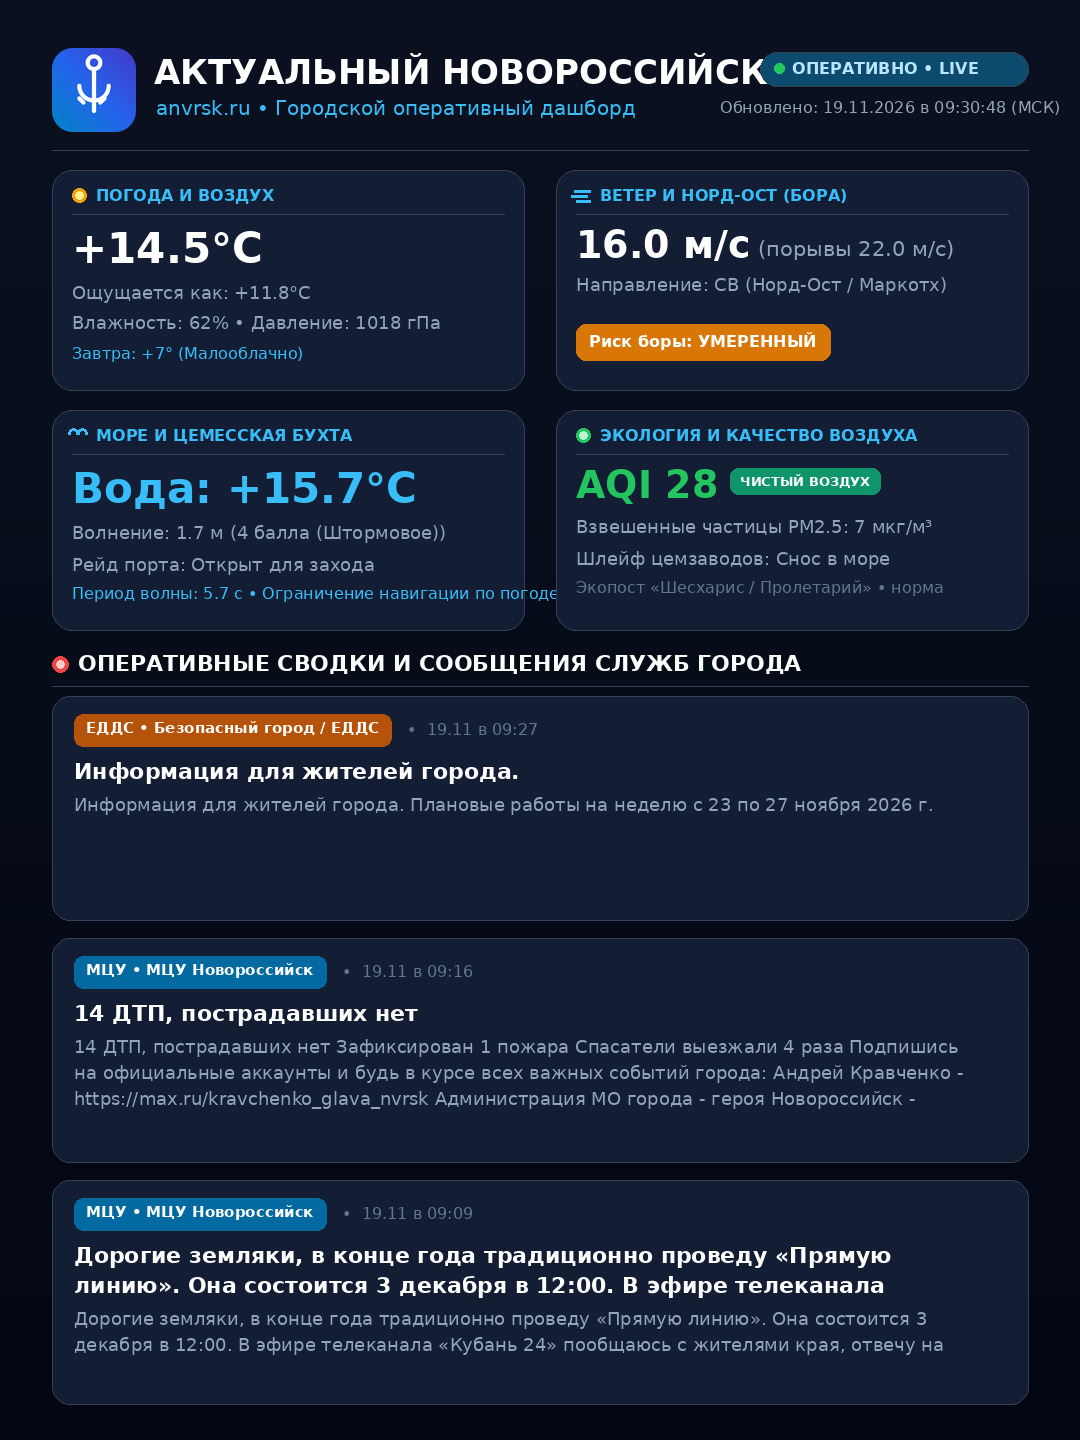 АКТУАЛЬНЫЙ НОВОРОССИЙСК
ОПЕРАТИВНО • LIVE
anvrsk.ru • Городской оперативный дашборд
Обновлено: 19.11.2026 в 09:30:48 (МСК)
ПОГОДА И ВОЗДУХ
+14.5°C
Ощущается как: +11.8°C
Влажность: 62% • Давление: 1018 гПа
Завтра: +7° (Малооблачно)
ВЕТЕР И НОРД-ОСТ (БОРА)
16.0 м/с (порывы 22.0 м/с)
Направление: СВ (Норд-Ост / Маркотх)
Риск боры: УМЕРЕННЫЙ
МОРЕ И ЦЕМЕССКАЯ БУХТА
Вода: +15.7°C
Волнение: 1.7 м (4 балла (Штормовое))
Рейд порта: Открыт для захода
Период волны: 5.7 с • Ограничение навигации по погоде
ЭКОЛОГИЯ И КАЧЕСТВО ВОЗДУХА
AQI 28 ЧИСТЫЙ ВОЗДУХ
Взвешенные частицы PM2.5: 7 мкг/м³
Шлейф цемзаводов: Снос в море
Экопост «Шесхарис / Пролетарий» • норма
ОПЕРАТИВНЫЕ СВОДКИ И СООБЩЕНИЯ СЛУЖБ ГОРОДА
ЕДДС • Безопасный город / ЕДДС • 19.11 в 09:27
Информация для жителей города.
Информация для жителей города. Плановые работы на неделю с 23 по 27 ноября 2026 г.
МЦУ • МЦУ Новороссийск • 19.11 в 09:16
14 ДТП, пострадавших нет
14 ДТП, пострадавших нет Зафиксирован 1 пожара Спасатели выезжали 4 раза Подпишись
на официальные аккаунты и будь в курсе всех важных событий города: Андрей Кравченко -
https://max.ru/kravchenko_glava_nvrsk Администрация МО города - героя Новороссийск -
МЦУ • МЦУ Новороссийск • 19.11 в 09:09
Дорогие земляки, в конце года традиционно проведу «Прямую
линию». Она состоится 3 декабря в 12:00. В эфире телеканала
Дорогие земляки, в конце года традиционно проведу «Прямую линию». Она состоится 3
декабря в 12:00. В эфире телеканала «Кубань 24» пообщаюсь с жителями края, отвечу на